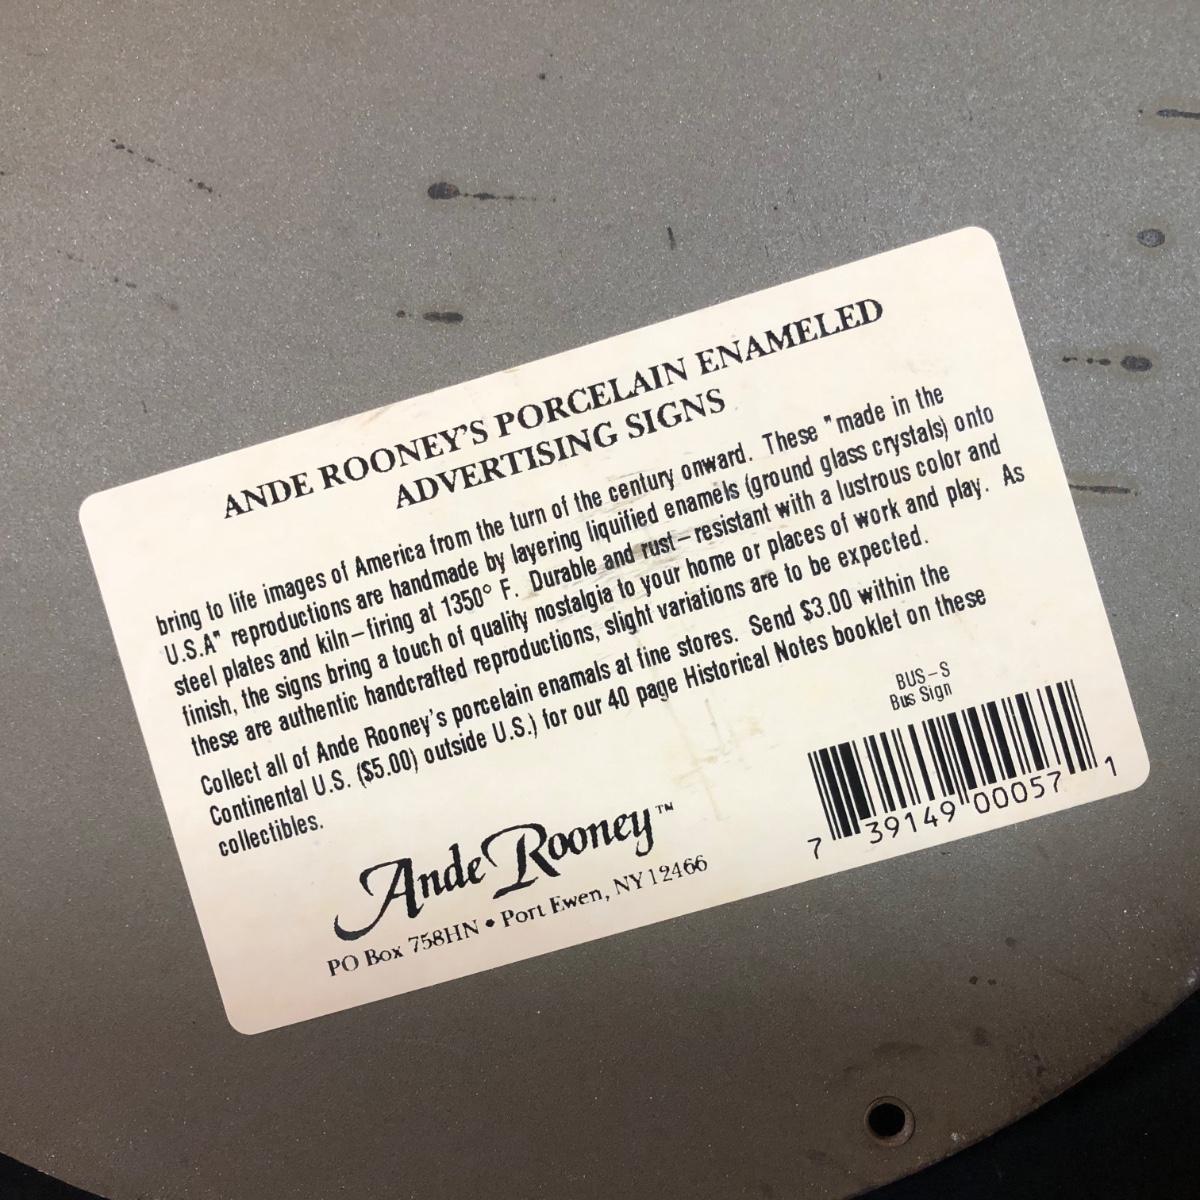 ANDE ROONEY'S PORCELAIN ENAMELED
ADVERTISING SIGNS
bring to life images of America from the turn of the century onward. These "made in the
U.S.A" reproductions are handmade by layering liquified enamels (ground glass crystals) onto
steel plates and kiln-firing at 1350° F. Durable and rust-resistant with a lustrous color and
finish, the signs bring a touch of quality nostalgia to your home or places of work and play. As
these are authentic handcrafted reproductions, slight variations are to be expected.
Collect all of Ande Rooney's porcelain enamals at fine stores. Send $3.00 within the
Continental U.S. ($5.00) outside U.S.) for our 40 page Historical Notes booklet on these
collectibles.
BUS-S
Bus Sign
7 39149 00057 1
Ande Rooney™
PO Box 758HN • Port Ewen, NY 12466